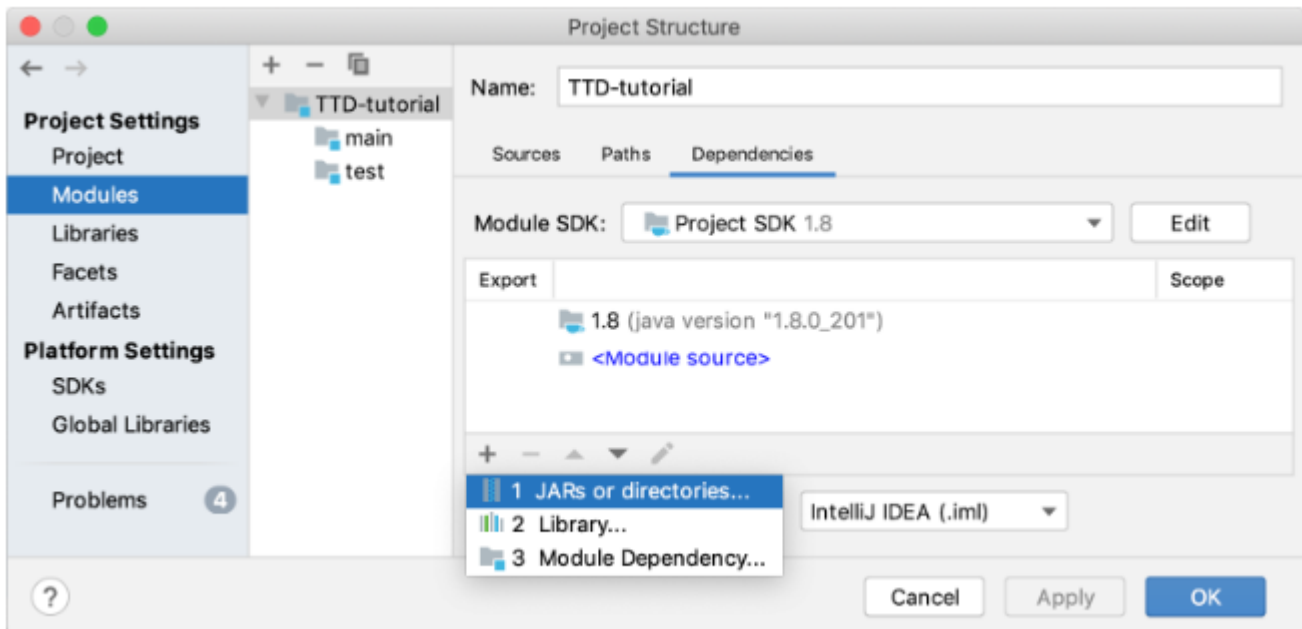 Project Structure
Project Settings
Project
Modules
Libraries
Facets
Artifacts
Platform Settings
SDKs
Global Libraries
Problems 4
TTD-tutorial
main
test
Name: TTD-tutorial
Sources Paths Dependencies
Module SDK: Project SDK 1.8 Edit
Export Scope
1.8 (java version "1.8.0_201")
<Module source>
1 JARs or directories...
2 Library...
3 Module Dependency...
IntelliJ IDEA (.iml)
? Cancel Apply OK